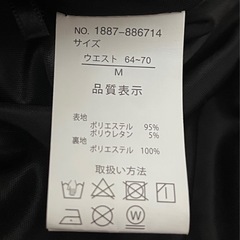 NO. 1887-886714
サイズ
ウエスト 64~70
M
品質表示
表地
ポリエステル 95%
ポリウレタン 5%
裏地
ポリエステル 100%
取扱い方法